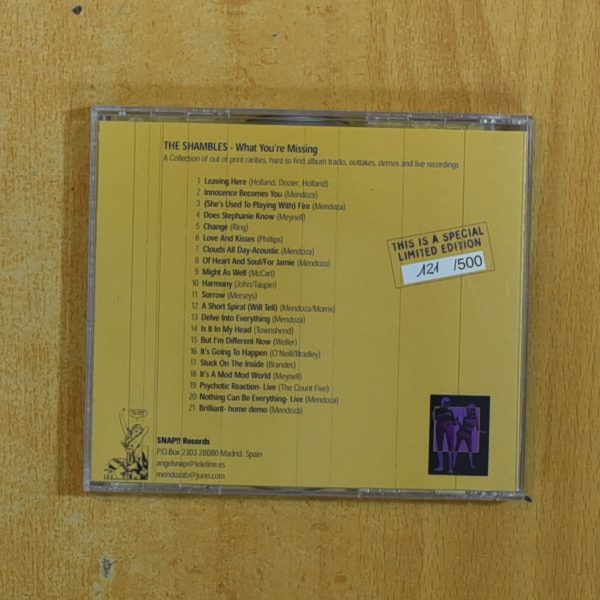 THE SHAMBLES - What You're Missing
A Collection of out of print rarities, hard to find album tracks, outtakes, demos and live recordings
1 Leaving Here (Holland, Dozier, Holland)
2 Innocence Becomes You (Mendoza)
3 (She's Used To Playing With) Fire (Mendoza)
4 Does Stephanie Know (Meynell)
5 Change (Ring)
6 Love And Kisses (Phillips)
7 Clouds All Day-Acoustic (Mendoza)
8 Of Heart And Soul/For Jamie (Mendoza)
9 Might As Well (McCarl)
10 Harmony (John/Taupin)
11 Sorrow (Merseys)
12 A Short Spiral (Will Tell) (Mendoza/Morris)
13 Delve Into Everything (Mendoza)
14 Is It In My Head (Townshend)
15 But I'm Different Now (Weller)
16 It's Going To Happen (O'Neill/Bradley)
17 Stuck On The Inside (Brandes)
18 It's A Mod Mod World (Meynell)
19 Psychotic Reaction- Live (The Count Five)
20 Nothing Can Be Everything- Live (Mendoza)
21 Brilliant- home demo (Mendoza)
THIS IS A SPECIAL
LIMITED EDITION
121 /500
SNAP!! Records
P.O.Box 2303 28080 Madrid, Spain
angelsnap@teleline.es
mendozab@juno.com